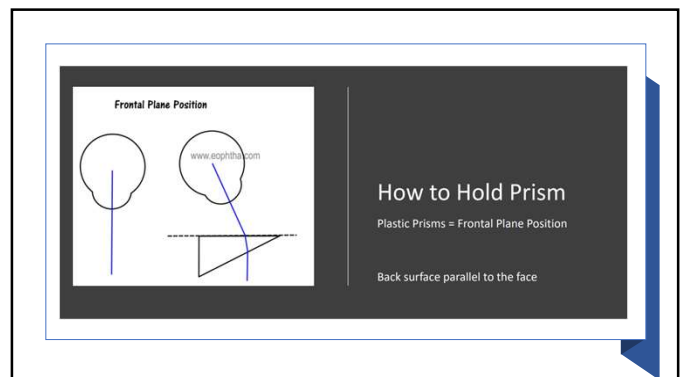 Frontal Plane Position
www.eophtha.com
How to Hold Prism
Plastic Prisms = Frontal Plane Position
Back surface parallel to the face